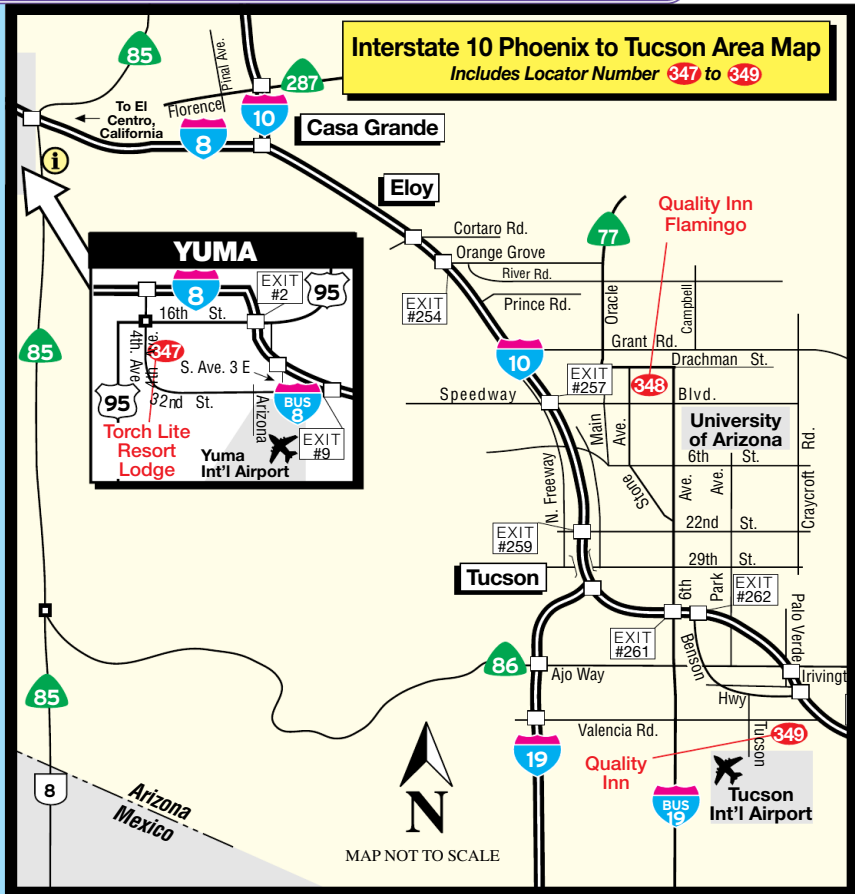 Interstate 10 Phoenix to Tucson Area Map
Includes Locator Number 347 to 349
85
Pinal Ave.
287
To El
Centro,
California
Florence
8
10
Casa Grande
i
Eloy
Cortaro Rd.
Orange Grove
River Rd.
EXIT
#254
Prince Rd.
77
Quality Inn
Flamingo
Oracle
Campbell
Grant Rd.
Drachman St.
10
EXIT
#257
348
Speedway
Blvd.
Main
Ave.
University
of Arizona
6th St.
Rd.
Stone
Ave.
Ave.
Craycroft
N. Freeway
22nd St.
EXIT
#259
29th St.
Tucson
6th
Park
EXIT
#262
EXIT
#261
Benson
Palo Verde
86
Ajo Way
Irivingt
Hwy
Valencia Rd.
Tucson
349
19
Quality
Inn
Tucson
Int'l Airport
BUS
19
YUMA
8
EXIT
#2
95
16th St.
4th. Ave.
347
S. Ave. 3 E
95
32nd St.
Arizona
BUS
8
EXIT
#9
Torch Lite
Resort
Lodge
Yuma
Int'l Airport
85
85
8
Arizona
Mexico
N
MAP NOT TO SCALE